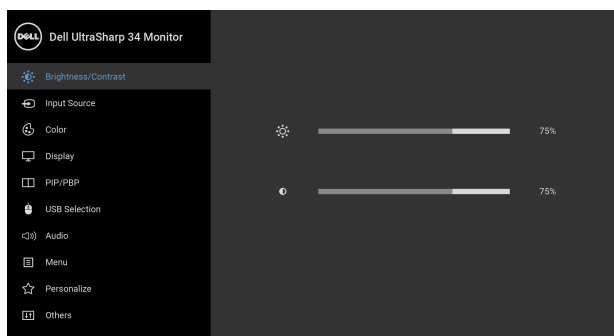 DELL Dell UltraSharp 34 Monitor
Brightness/Contrast
Input Source
Color
75%
Display
PIP/PBP
75%
USB Selection
Audio
Menu
Personalize
Others